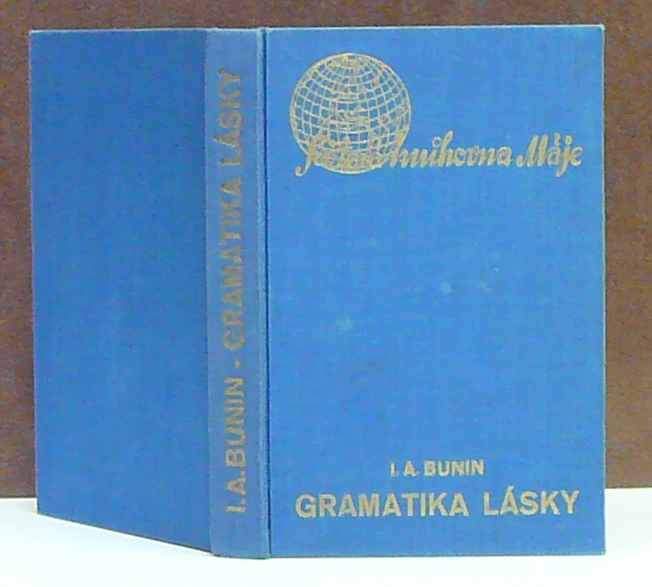 knihovna Máje
I. A. BUNIN
GRAMATIKA LÁSKY
I. A. BUNIN - GRAMATIKA LÁSKY